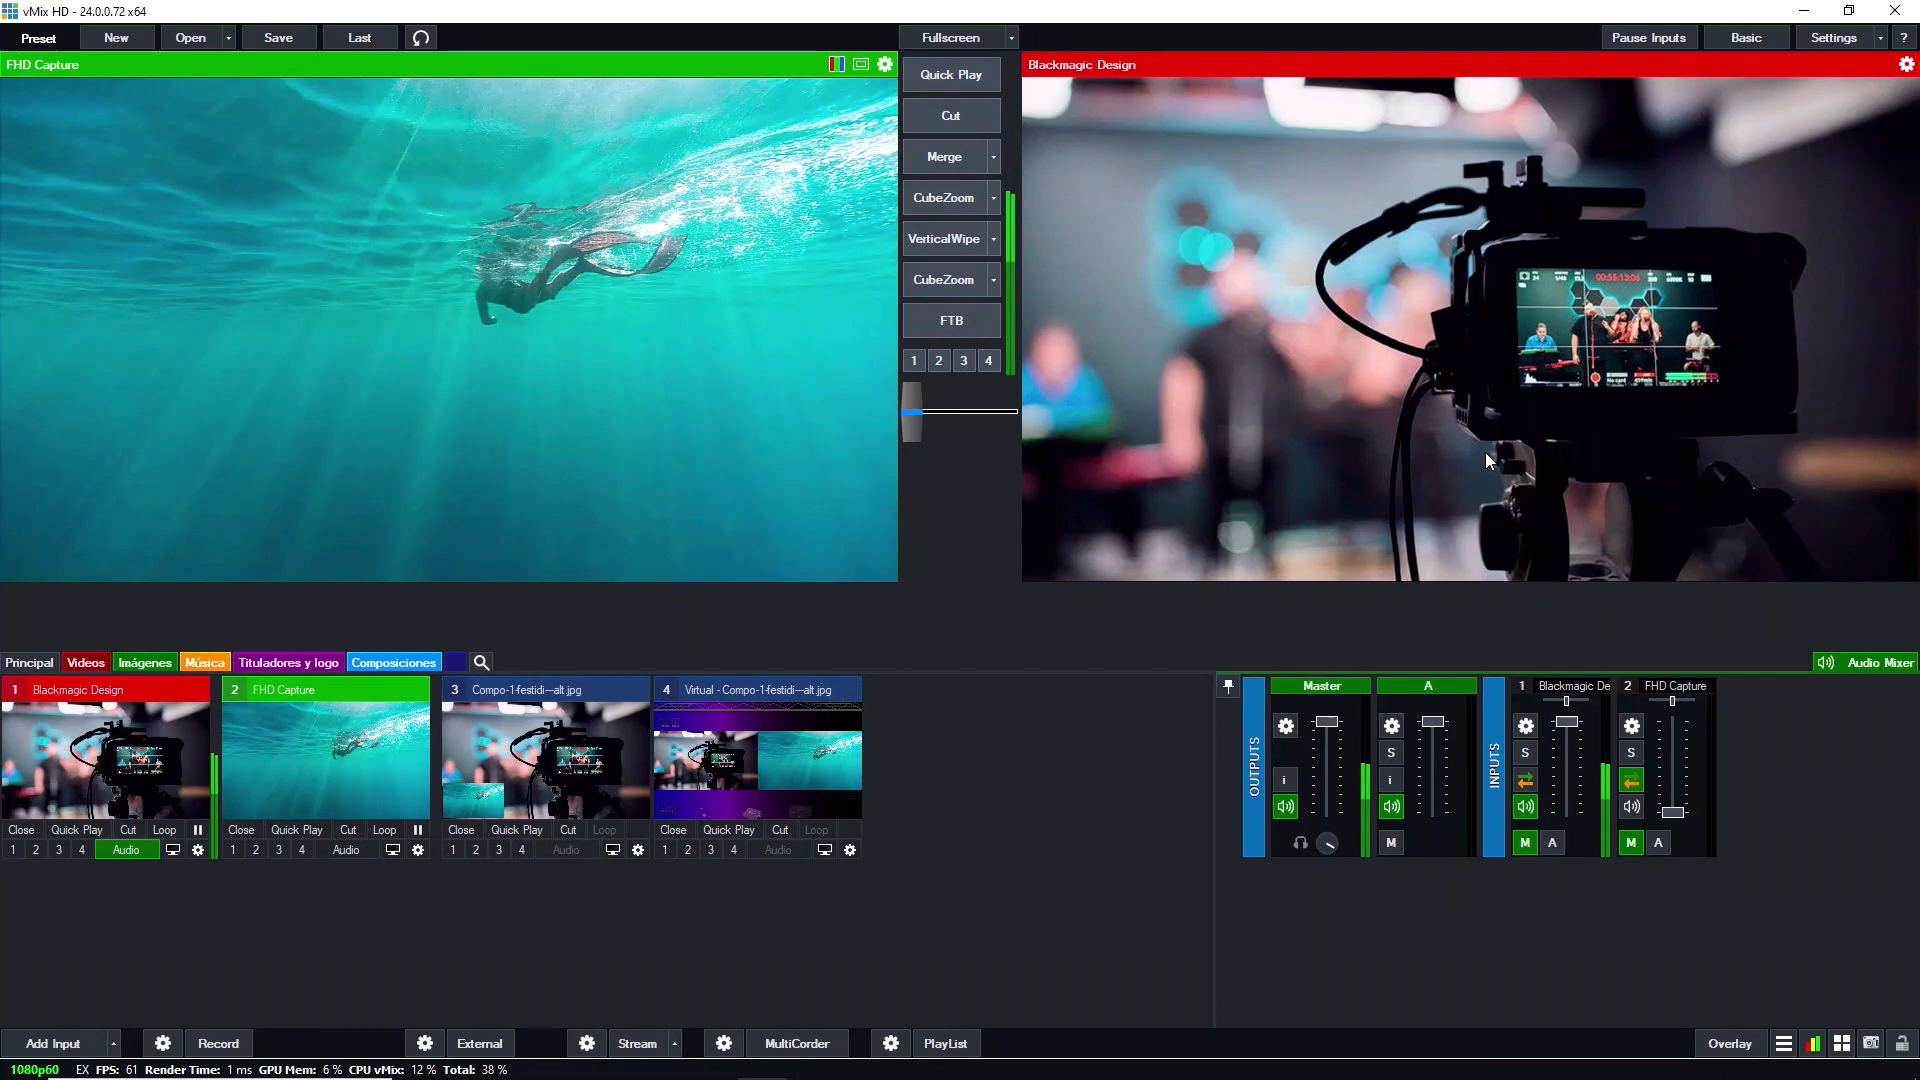 vMix HD - 24.0.0.72 x64
Preset New Open Save Last Fullscreen Pause Inputs Basic Settings ?
FHD Capture
Quick Play
Cut
Merge
CubeZoom
VerticalWipe
CubeZoom
FTB
1 2 3 4
Blackmagic Design
00:55:13:06
Principal Videos Imágenes Música Tituladores y logo Composiciones
Audio Mixer
1 Blackmagic Design
Close Quick Play Cut Loop
1 2 3 4 Audio
2 FHD Capture
Close Quick Play Cut Loop
1 2 3 4 Audio
3 Compo-1-festidi---alt.jpg
Close Quick Play Cut Loop
1 2 3 4 Audio
4 Virtual - Compo-1-festidi---alt.jpg
Close Quick Play Cut Loop
1 2 3 4 Audio
OUTPUTS
Master
i
A
S
i
M
INPUTS
1 Blackmagic De
S
M A
2 FHD Capture
S
M A
Add Input Record External Stream MultiCorder PlayList Overlay
1080p60 EX FPS: 61 Render Time: 1 ms GPU Mem: 6 % CPU vMix: 12 % Total: 38 %